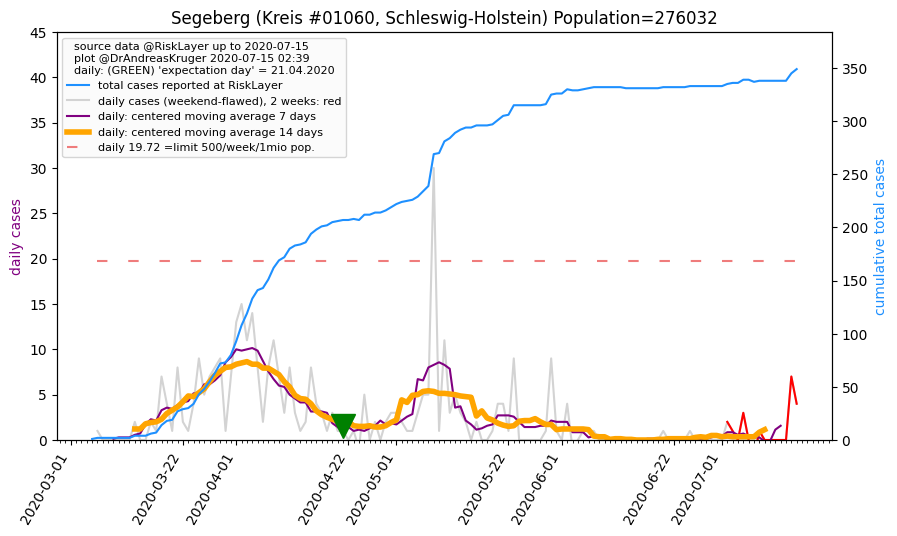 Segeberg (Kreis #01060, Schleswig-Holstein) Population=276032
source data @RiskLayer up to 2020-07-15
plot @DrAndreasKruger 2020-07-15 02:39
daily: (GREEN) 'expectation day' = 21.04.2020
total cases reported at RiskLayer
daily cases (weekend-flawed), 2 weeks: red
daily: centered moving average 7 days
daily: centered moving average 14 days
daily 19.72 =limit 500/week/1mio pop.
daily cases
45
40
35
30
25
20
15
10
5
0
cumulative total cases
350
300
250
200
150
100
50
0
2020-03-01
2020-03-22
2020-04-01
2020-04-22
2020-05-01
2020-05-22
2020-06-01
2020-06-22
2020-07-01